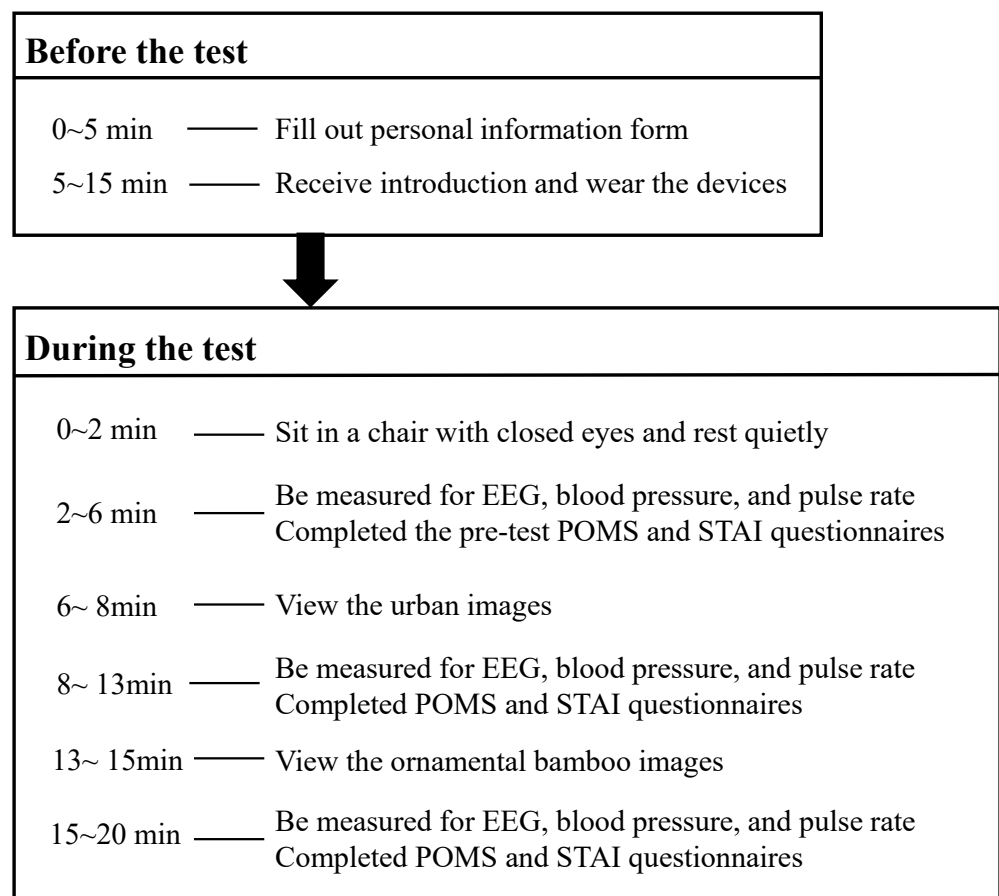 Before the test
0~5 min Fill out personal information form
5~15 min Receive introduction and wear the devices
During the test
0~2 min Sit in a chair with closed eyes and rest quietly
2~6 min Be measured for EEG, blood pressure, and pulse rate
Completed the pre-test POMS and STAI questionnaires
6~ 8min View the urban images
8~ 13min Be measured for EEG, blood pressure, and pulse rate
Completed POMS and STAI questionnaires
13~ 15min View the ornamental bamboo images
15~20 min Be measured for EEG, blood pressure, and pulse rate
Completed POMS and STAI questionnaires